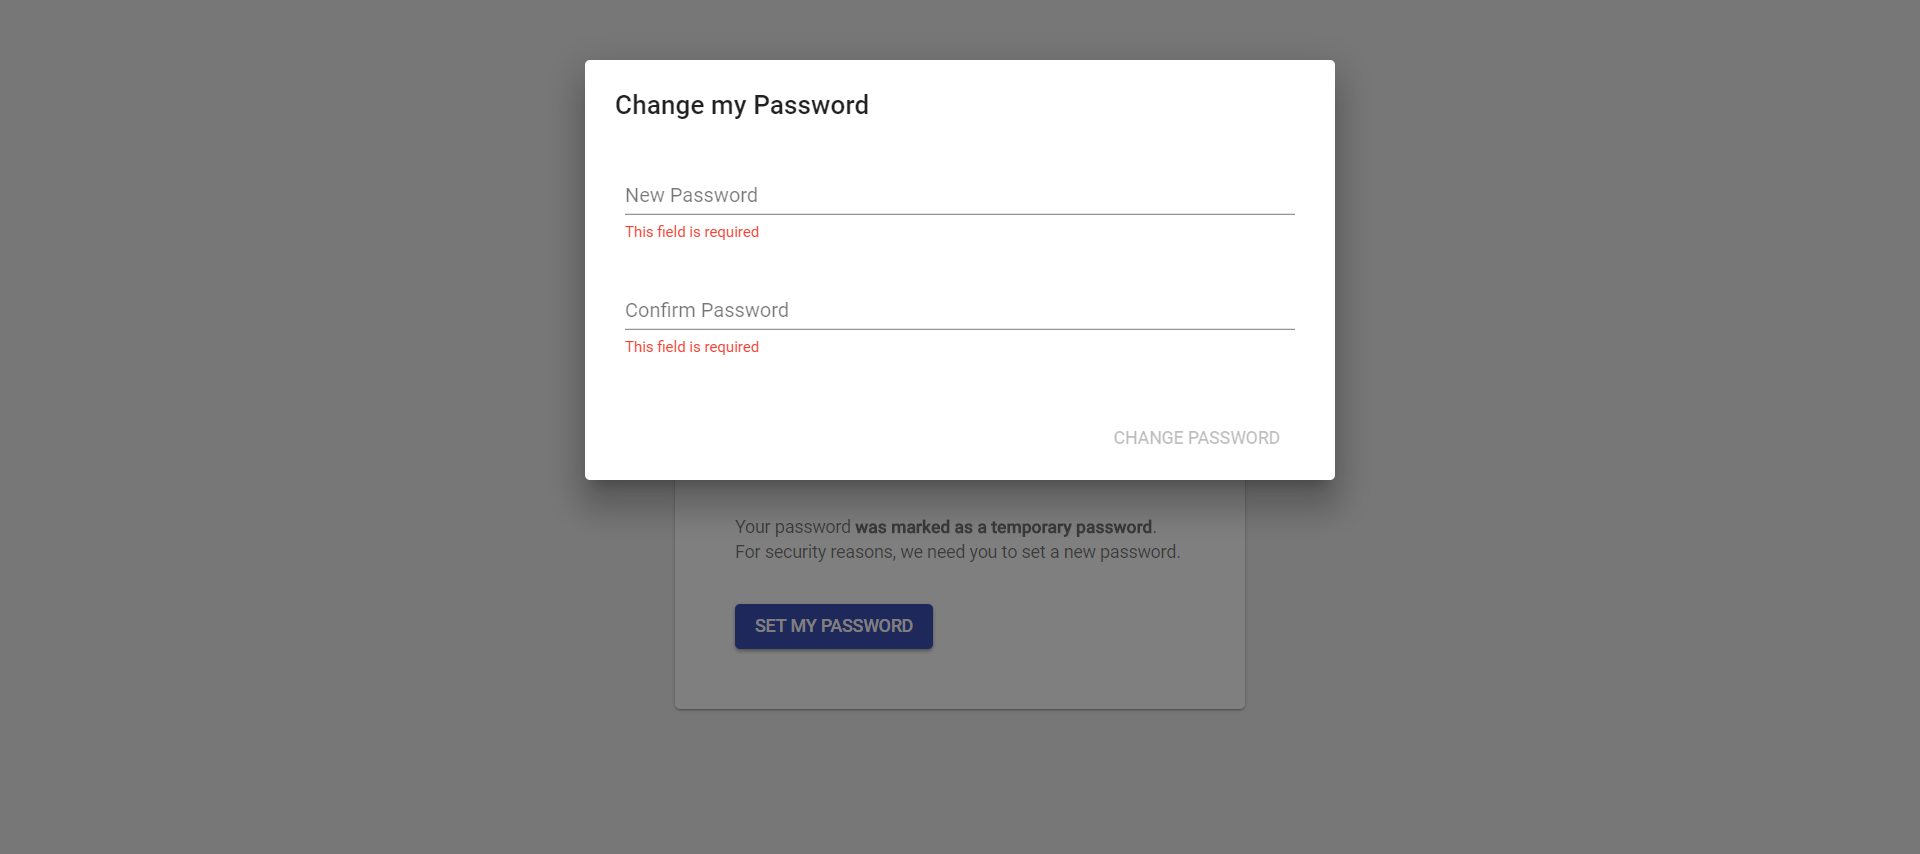 Change my Password
New Password
This field is required
Confirm Password
This field is required
CHANGE PASSWORD
Your password was marked as a temporary password.
For security reasons, we need you to set a new password.
SET MY PASSWORD